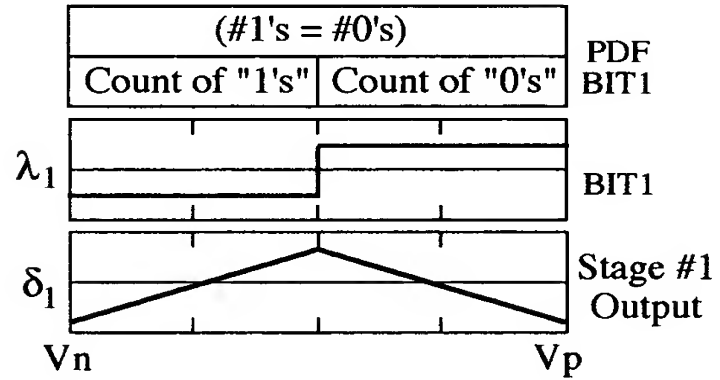 (#1's = #0's)
PDF
Count of "1's" Count of "0's" BIT1
λ1 BIT1
δ1 Stage #1
Output
Vn Vp